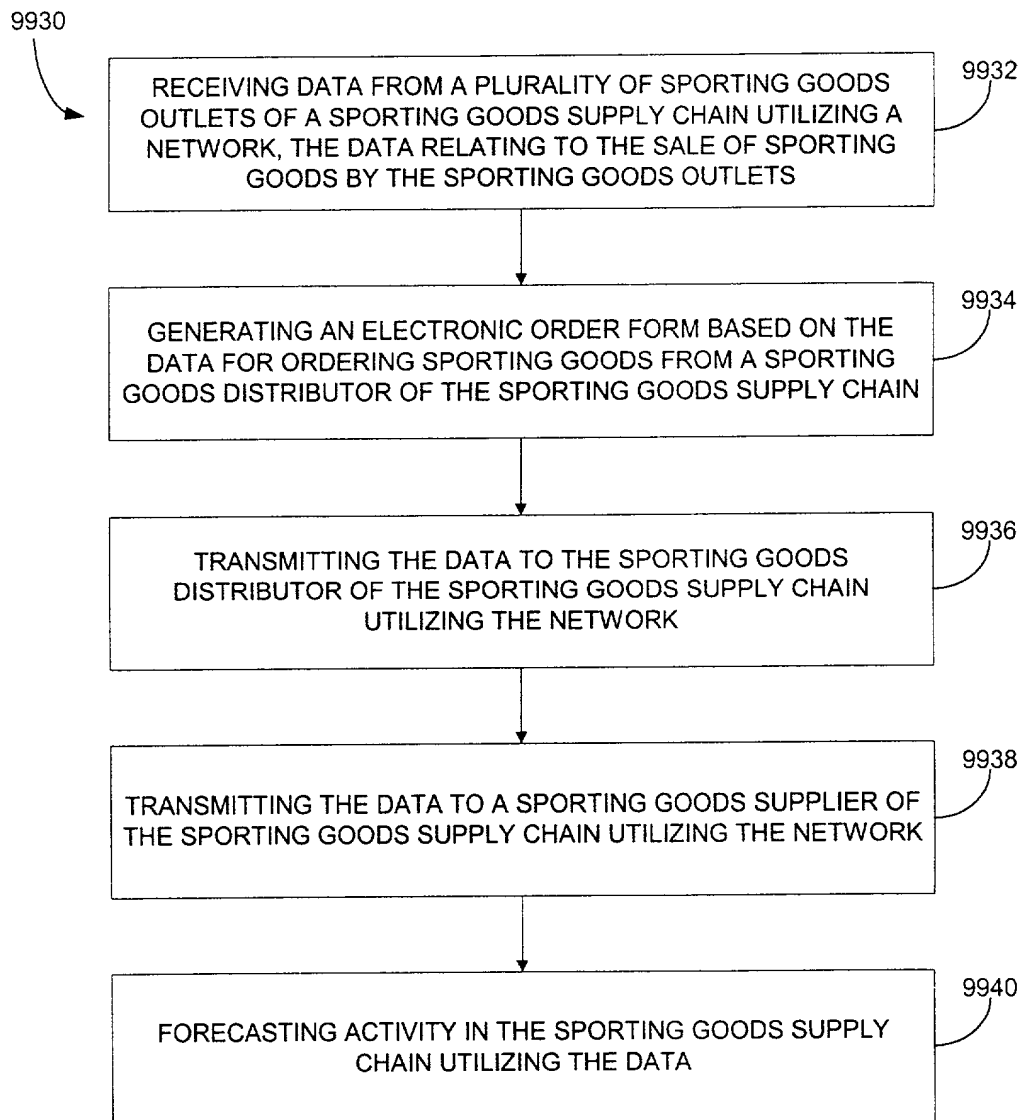 9930
9932
RECEIVING DATA FROM A PLURALITY OF SPORTING GOODS
OUTLETS OF A SPORTING GOODS SUPPLY CHAIN UTILIZING A
NETWORK, THE DATA RELATING TO THE SALE OF SPORTING
GOODS BY THE SPORTING GOODS OUTLETS
9934
GENERATING AN ELECTRONIC ORDER FORM BASED ON THE
DATA FOR ORDERING SPORTING GOODS FROM A SPORTING
GOODS DISTRIBUTOR OF THE SPORTING GOODS SUPPLY CHAIN
9936
TRANSMITTING THE DATA TO THE SPORTING GOODS
DISTRIBUTOR OF THE SPORTING GOODS SUPPLY CHAIN
UTILIZING THE NETWORK
9938
TRANSMITTING THE DATA TO A SPORTING GOODS SUPPLIER OF
THE SPORTING GOODS SUPPLY CHAIN UTILIZING THE NETWORK
9940
FORECASTING ACTIVITY IN THE SPORTING GOODS SUPPLY
CHAIN UTILIZING THE DATA